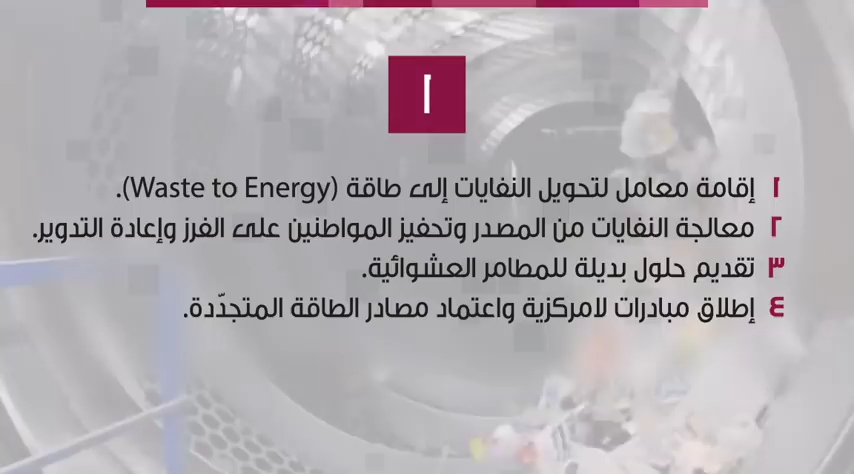 ١
١ إقامة معامل لتحويل النفايات إلى طاقة (Waste to Energy).
٢ معالجة النفايات من المصدر وتحفيز المواطنين على الفرز وإعادة التدوير.
٣ تقديم حلول بديلة للمطامر العشوائية.
٤ إطلاق مبادرات لامركزية واعتماد مصادر الطاقة المتجدّدة.